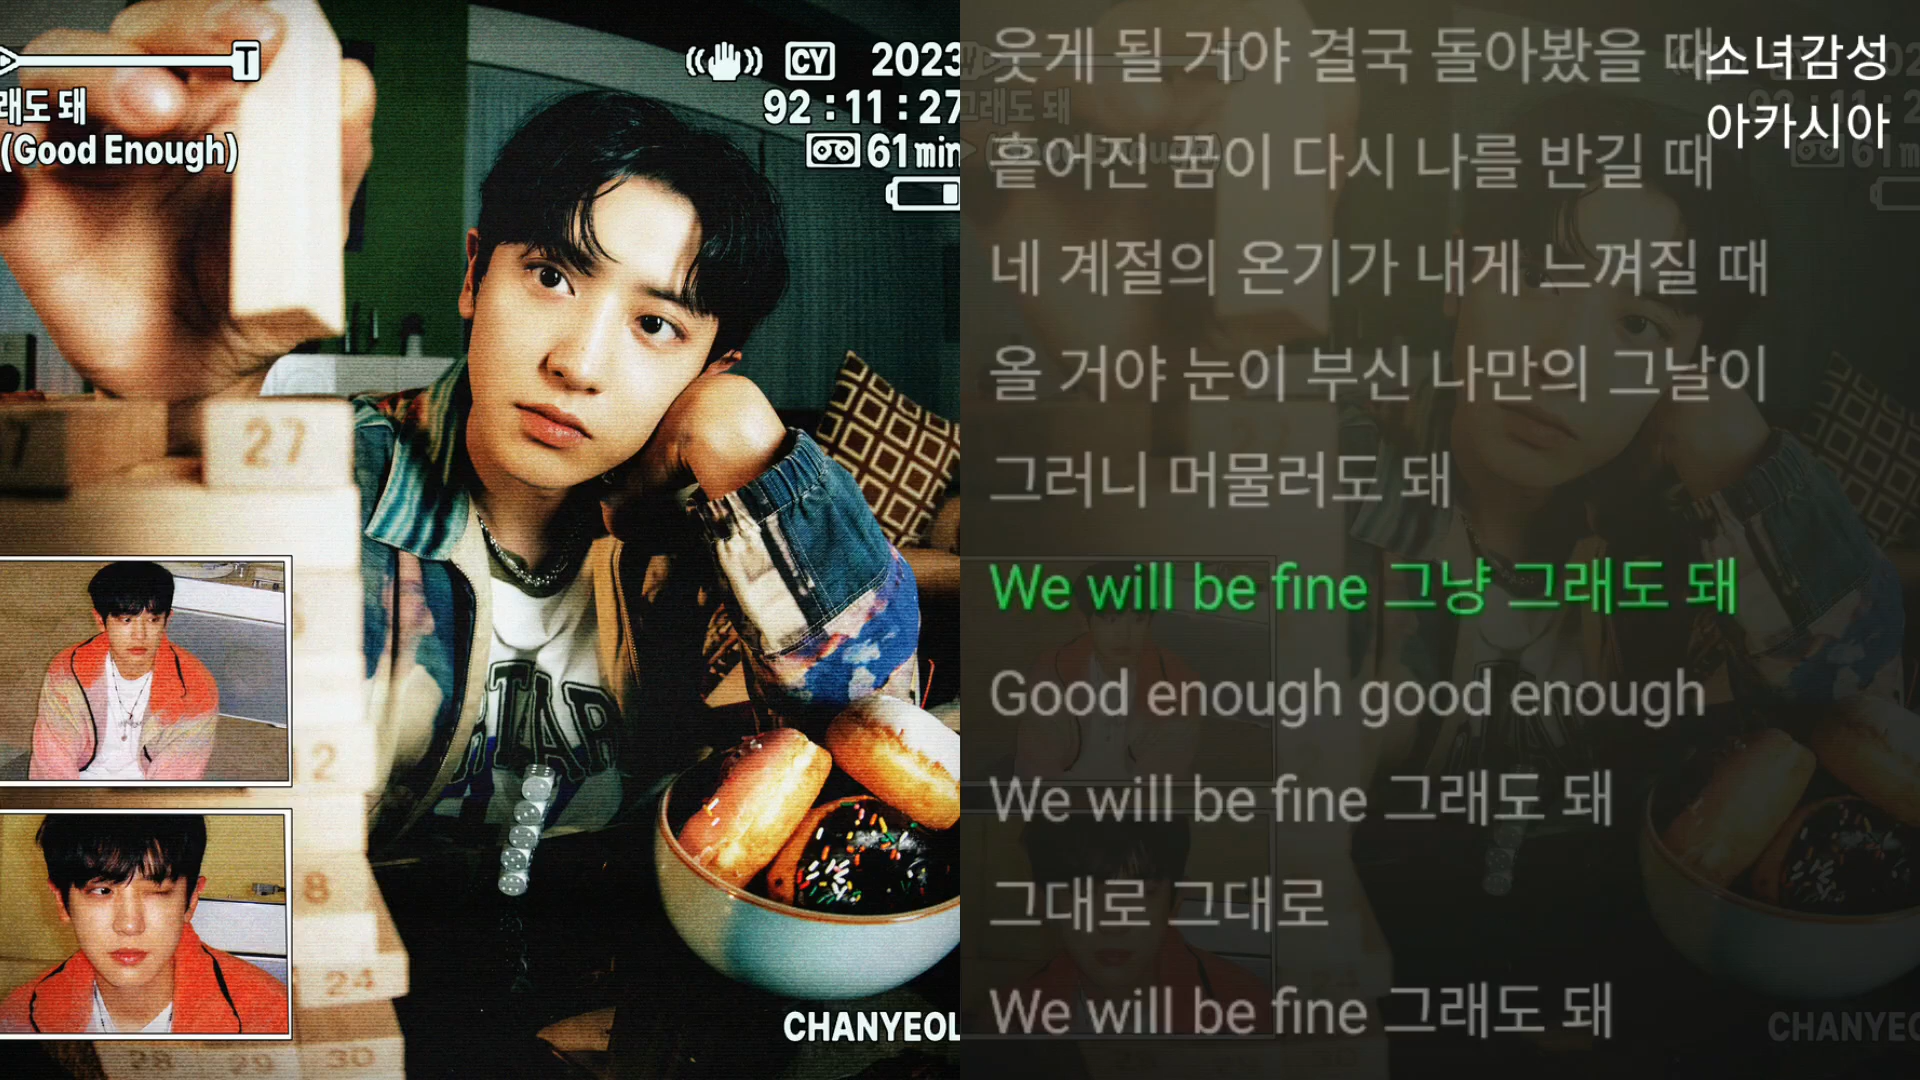 T
래도 돼
(Good Enough)
CY 2023
92 : 11 : 27
61 min
27
12
8
24
28 29 30
STAR
CHANYEOL
소녀감성
아카시아
웃게 될 거야 결국 돌아봤을 때
흩어진 꿈이 다시 나를 반길 때
네 계절의 온기가 내게 느껴질 때
올 거야 눈이 부신 나만의 그날이
그러니 머물러도 돼
We will be fine 그냥 그래도 돼
Good enough good enough
We will be fine 그래도 돼
그대로 그대로
We will be fine 그래도 돼